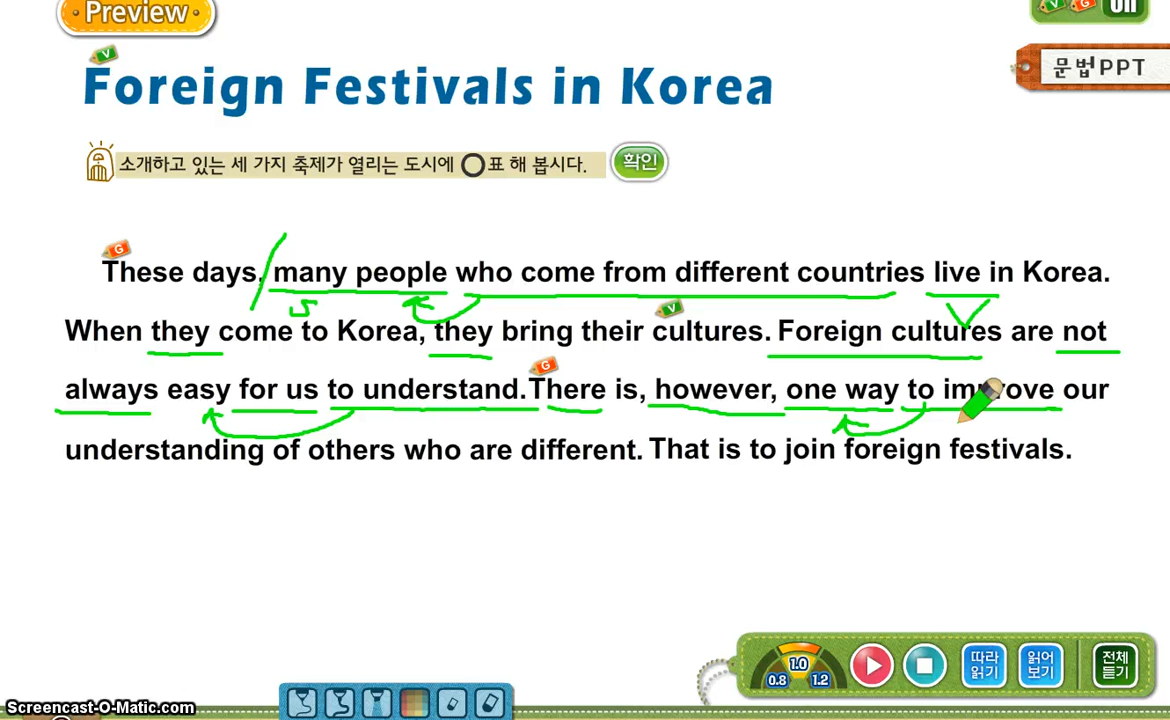 Preview
on
문법PPT
V
Foreign Festivals in Korea
소개하고 있는 세 가지 축제가 열리는 도시에 ○표 해 봅시다.
확인
G
These days, many people who come from different countries live in Korea.
S
V
V
When they come to Korea, they bring their cultures. Foreign cultures are not
G
always easy for us to understand. There is, however, one way to improve our
understanding of others who are different. That is to join foreign festivals.
0.8
1.0
1.2
따라
읽기
읽어
보기
전체
듣기
Screencast-O-Matic.com